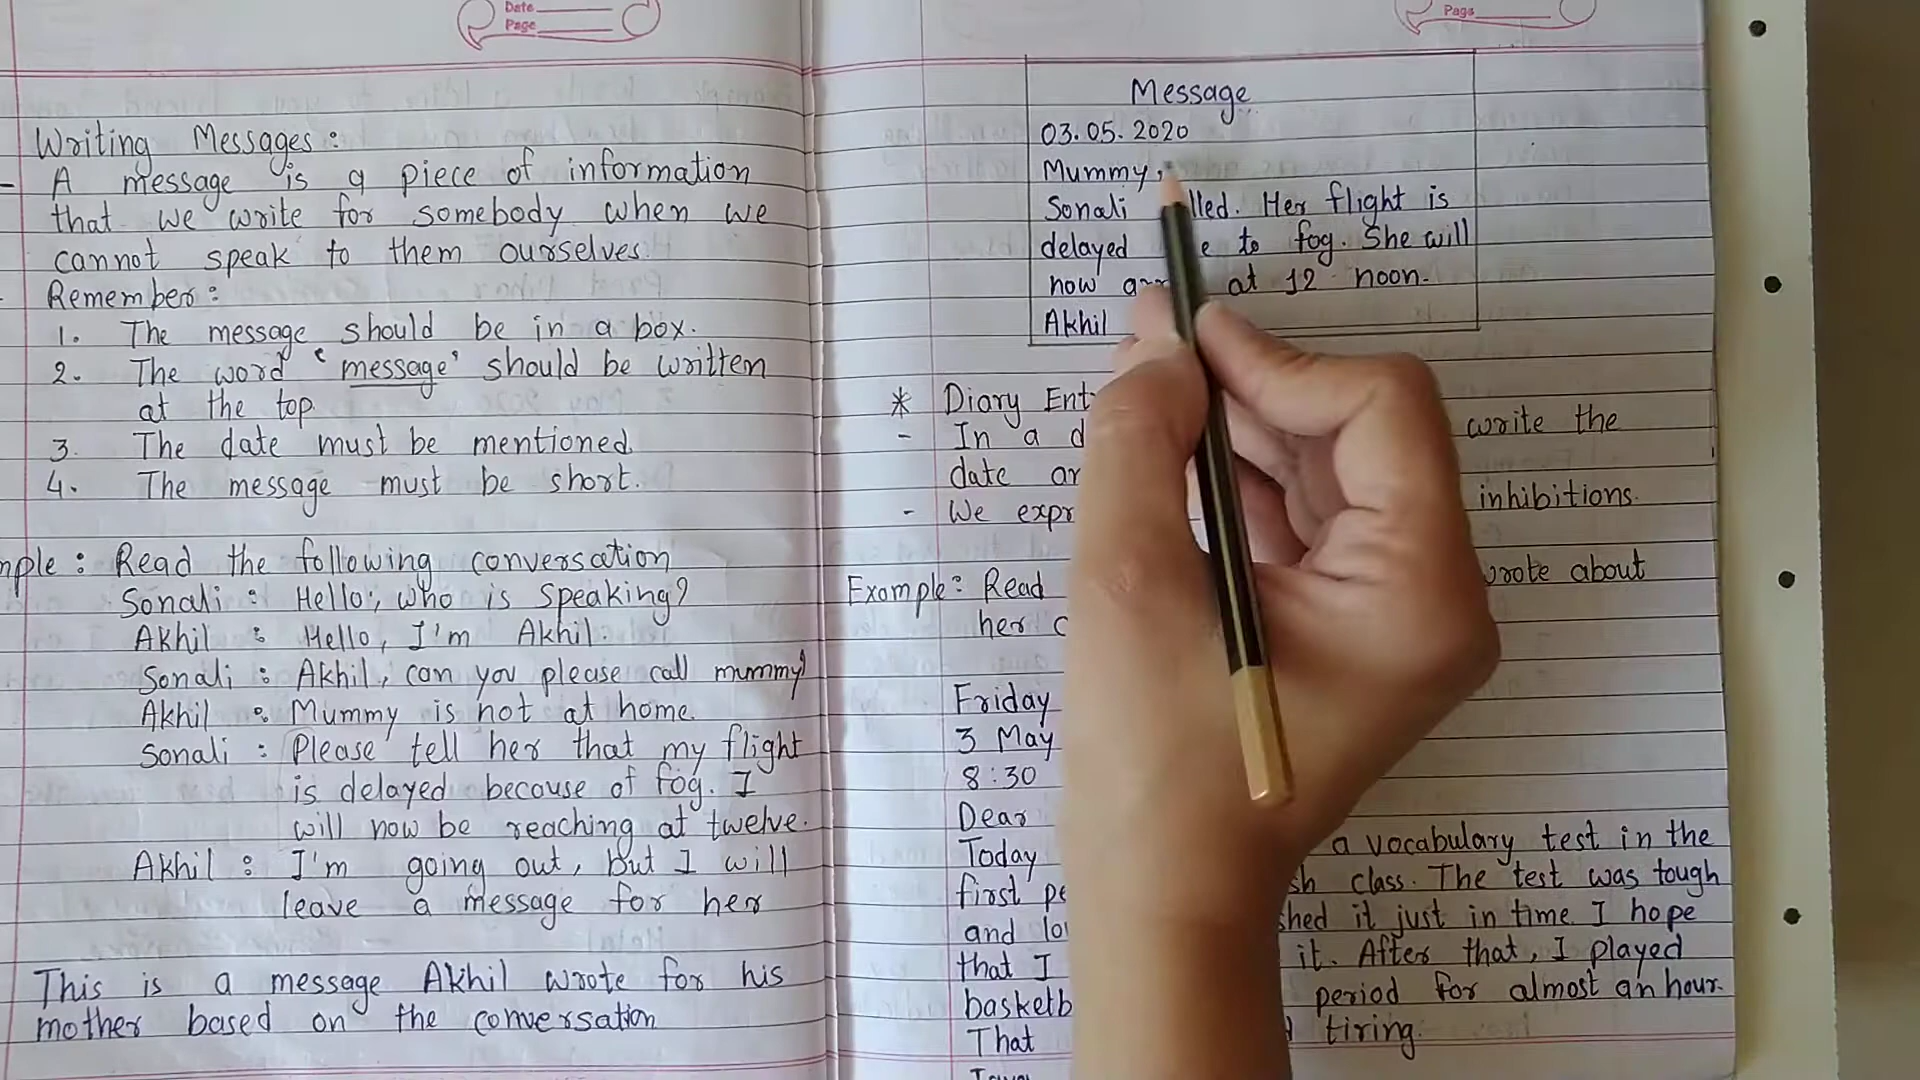 Date
Page
Writing Messages:
- A message is a piece of information
that we write for somebody when we
cannot speak to them ourselves.
- Remember:
1. The message should be in a box.
2. The word 'message' should be written
at the top.
3. The date must be mentioned.
4. The message must be short.
mple: Read the following conversation
Sonali: Hello, who is speaking?
Akhil: Hello, I'm Akhil.
Sonali: Akhil, can you please call mummy?
Akhil: Mummy is not at home.
Sonali: Please tell her that my flight
is delayed because of fog. I
will now be reaching at twelve.
Akhil: I'm going out, but I will
leave a message for her
This is a message Akhil wrote for his
mother based on the conversation
Page
Message
03.05.2020
Mummy,
Sonali lled. Her flight is
delayed e to fog. She will
now at 12 noon.
Akhil
* Diary Ent
- In a d write the
date
- We expr inhibitions.
Example: Read wrote about
her
Friday
3 May
8:30
Dear
Today a vocabulary test in the
first pe sh class. The test was tough
and shed it just in time. I hope
that I it. After that, I played
basketb period for almost an hour.
That tiring.